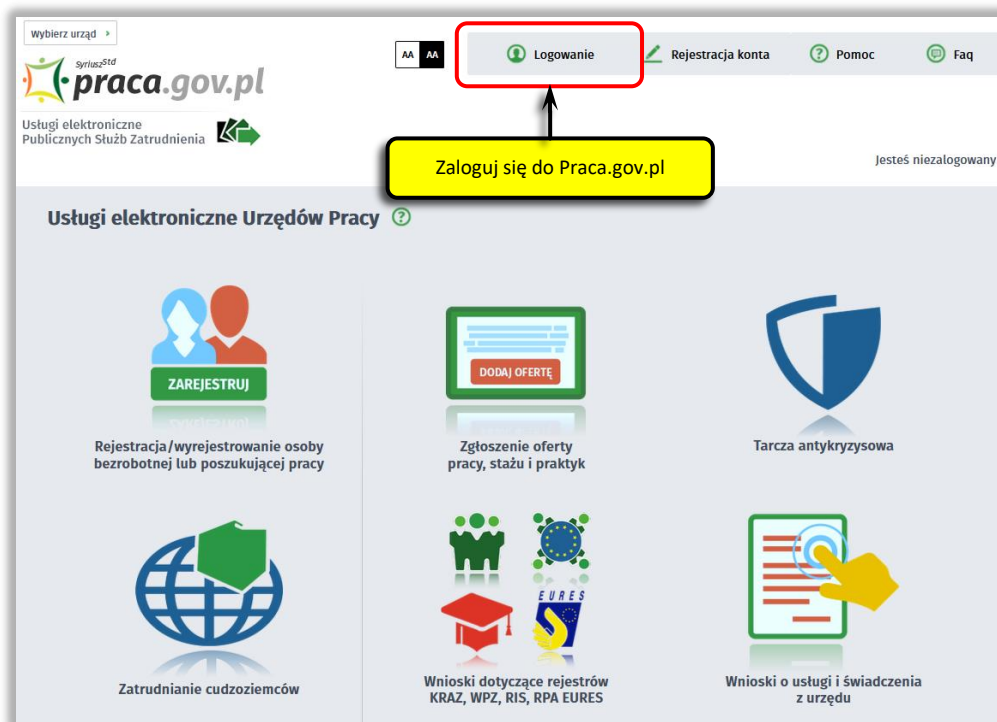 Wybierz urząd
AA AA
Logowanie
Rejestracja konta
Pomoc
Faq
Syriusz Std
praca.gov.pl
Usługi elektroniczne
Publicznych Służb Zatrudnienia
Zaloguj się do Praca.gov.pl
Jesteś niezalogowany
Usługi elektroniczne Urzędów Pracy
ZAREJESTRUJ
Rejestracja/wyrejestrowanie osoby
bezrobotnej lub poszukującej pracy
DODAJ OFERTĘ
Zgłoszenie oferty
pracy, stażu i praktyk
Tarcza antykryzysowa
Zatrudnianie cudzoziemców
EURES
Wnioski dotyczące rejestrów
KRAZ, WPZ, RIS, RPA EURES
Wnioski o usługi i świadczenia
z urzędu